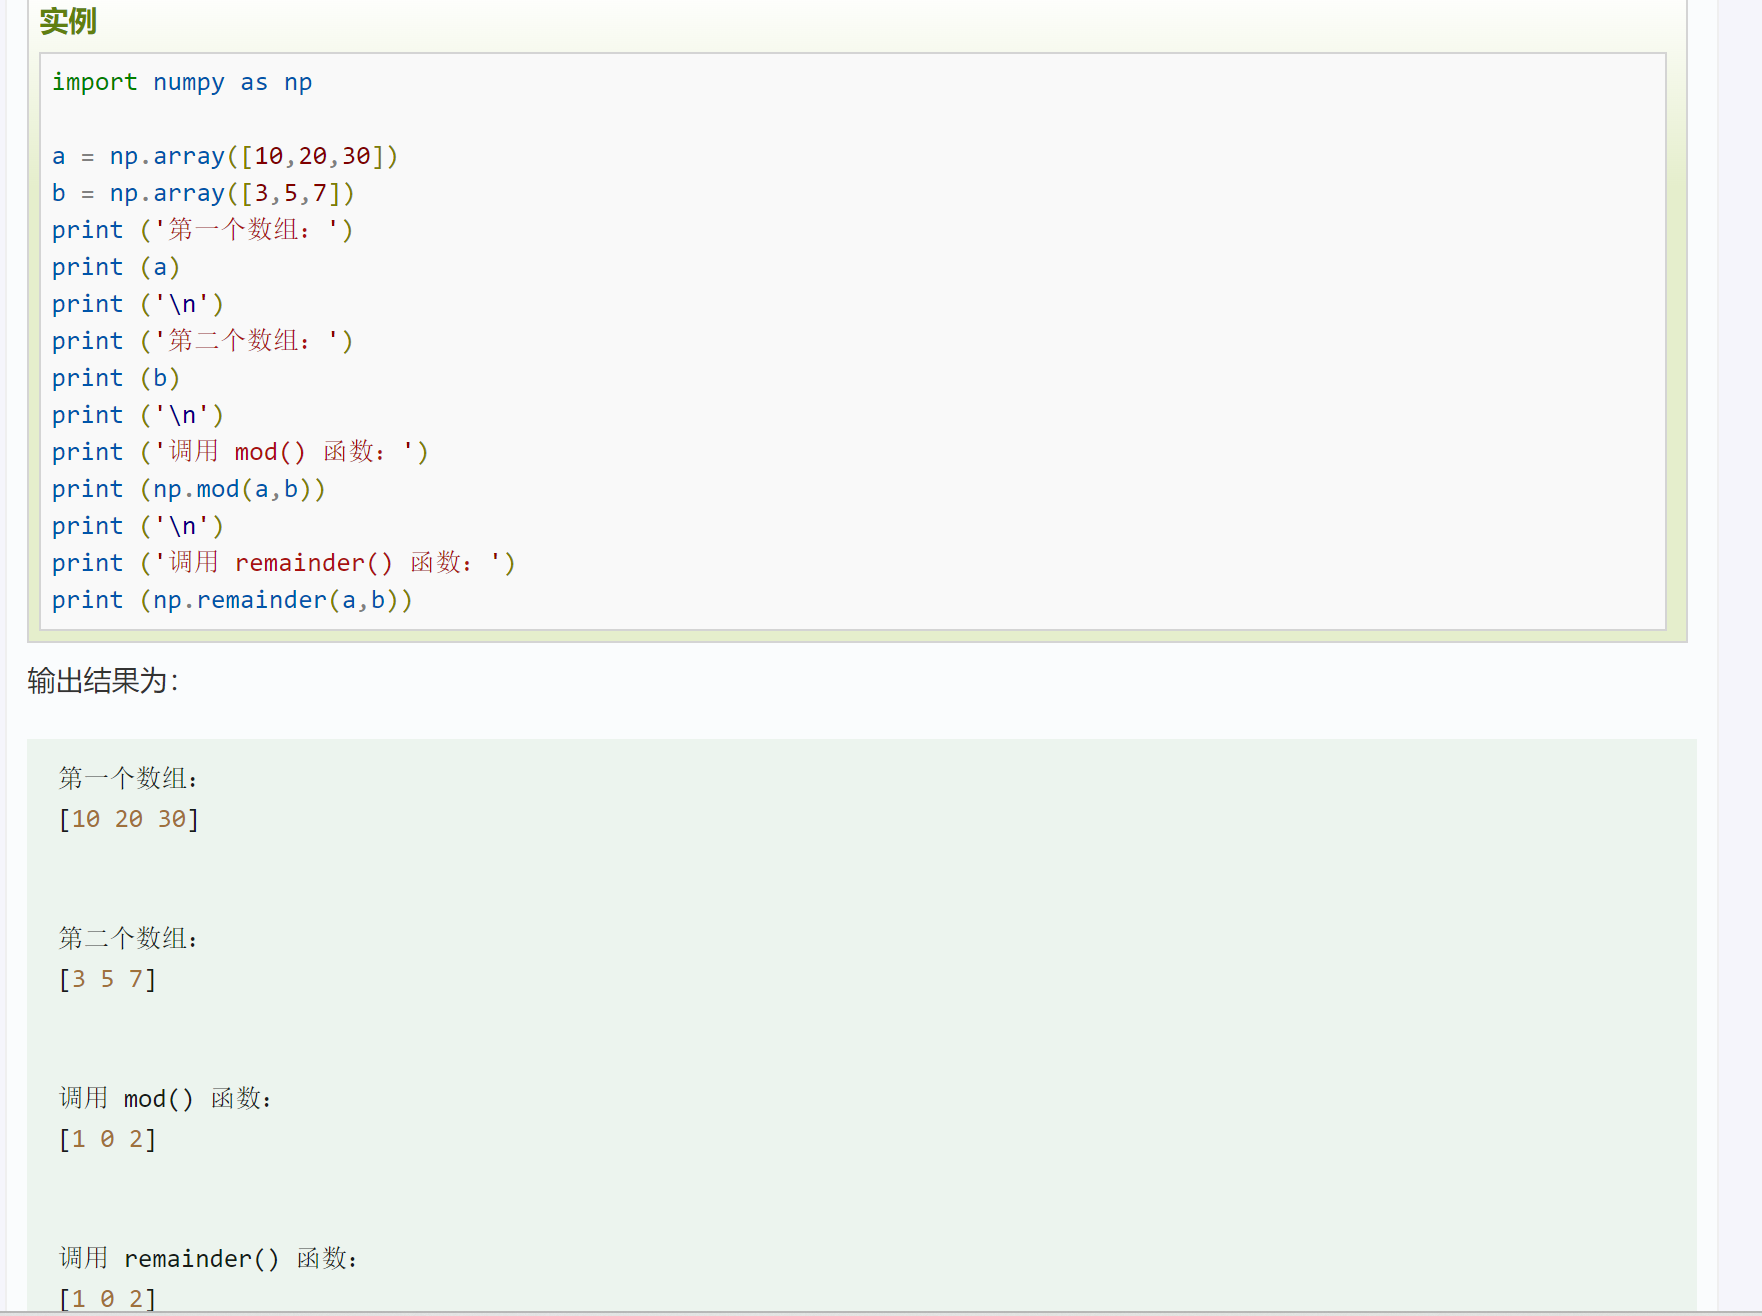 实例
import numpy as np
a = np.array([10,20,30])
b = np.array([3,5,7])
print ('第一个数组：')
print (a)
print ('\n')
print ('第二个数组：')
print (b)
print ('\n')
print ('调用 mod() 函数：')
print (np.mod(a,b))
print ('\n')
print ('调用 remainder() 函数：')
print (np.remainder(a,b))
输出结果为：
第一个数组：
[10 20 30]
第二个数组：
[3 5 7]
调用 mod() 函数：
[1 0 2]
调用 remainder() 函数：
[1 0 2]